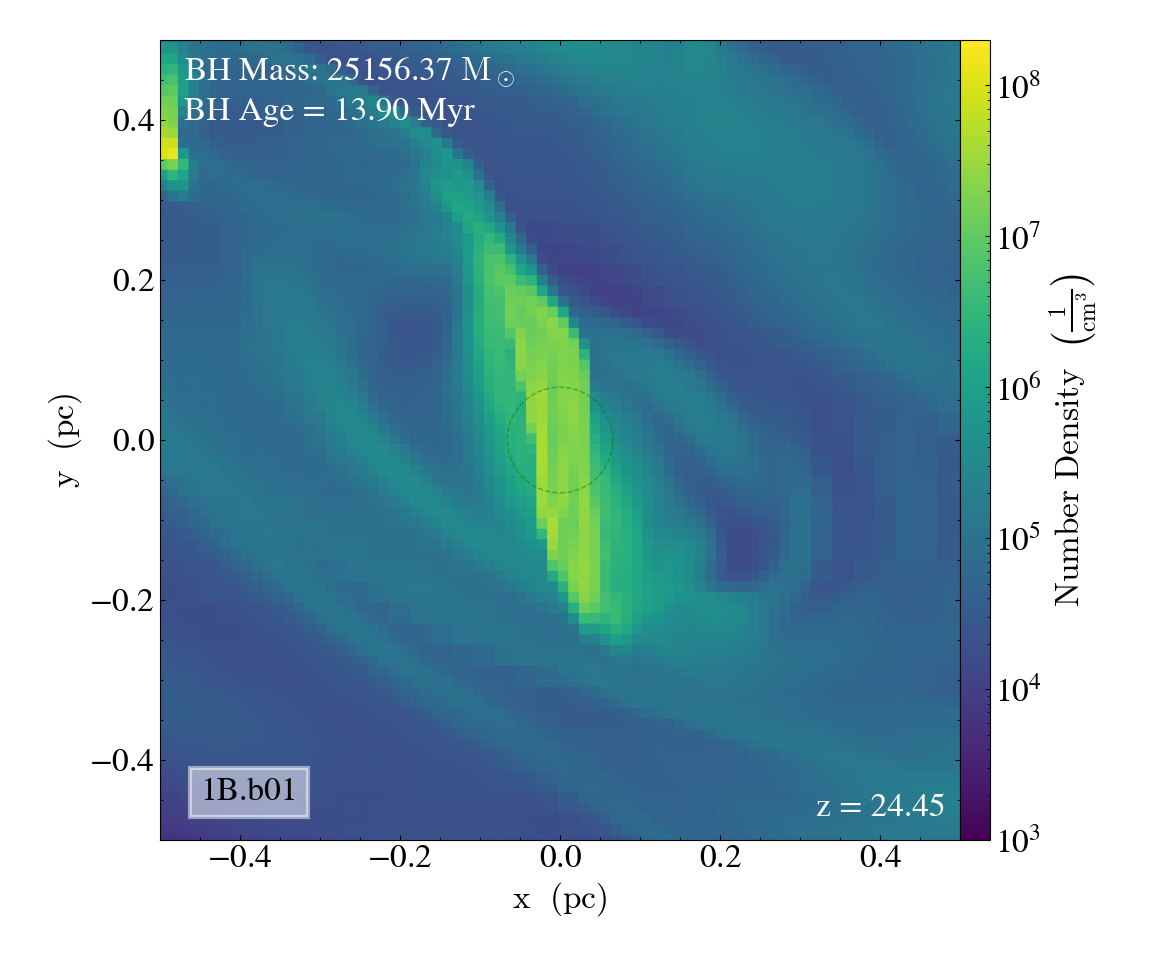 BH Mass: 25156.37 M☉
BH Age = 13.90 Myr
1B.b01
z = 24.45
0.4
0.2
0.0
−0.2
−0.4
y (pc)
−0.4 −0.2 0.0 0.2 0.4
x (pc)
10⁸
10⁷
10⁶
10⁵
10⁴
10³
Number Density (1/cm³)